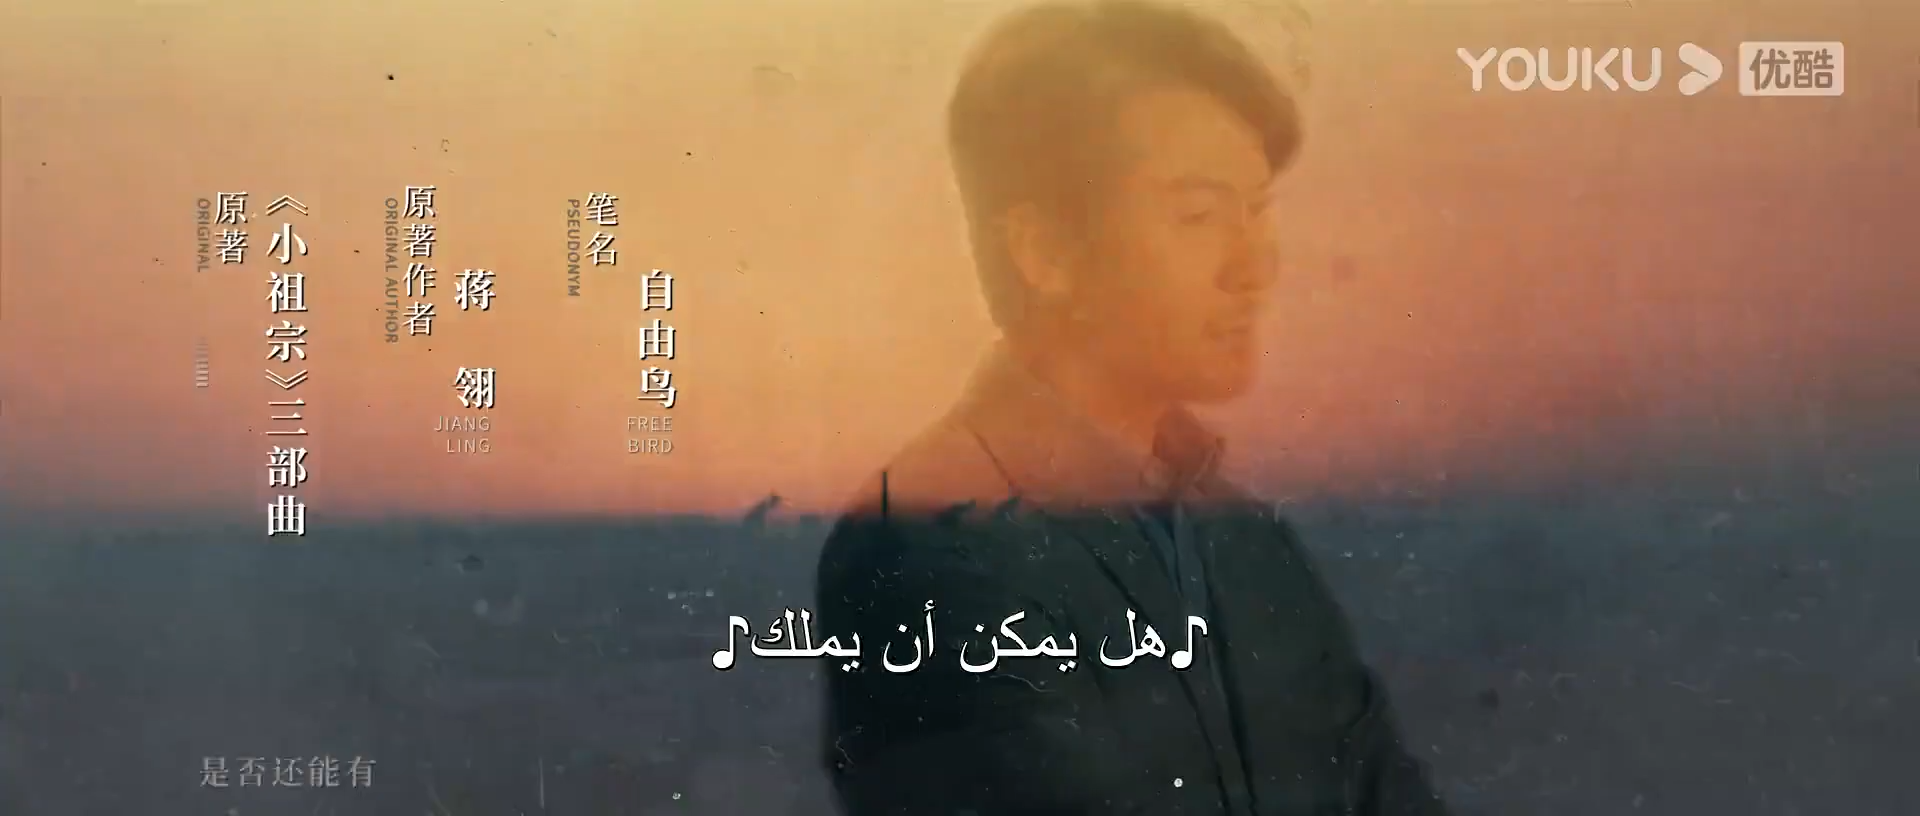 YOUKU 优酷
原著
ORIGINAL
《小祖宗》三部曲
原著作者
ORIGINAL AUTHOR
蒋翎
JIANG
LING
笔名
PSEUDONYM
自由鸟
FREE
BIRD
♪هل يمكن أن يملك♪
是否还能有